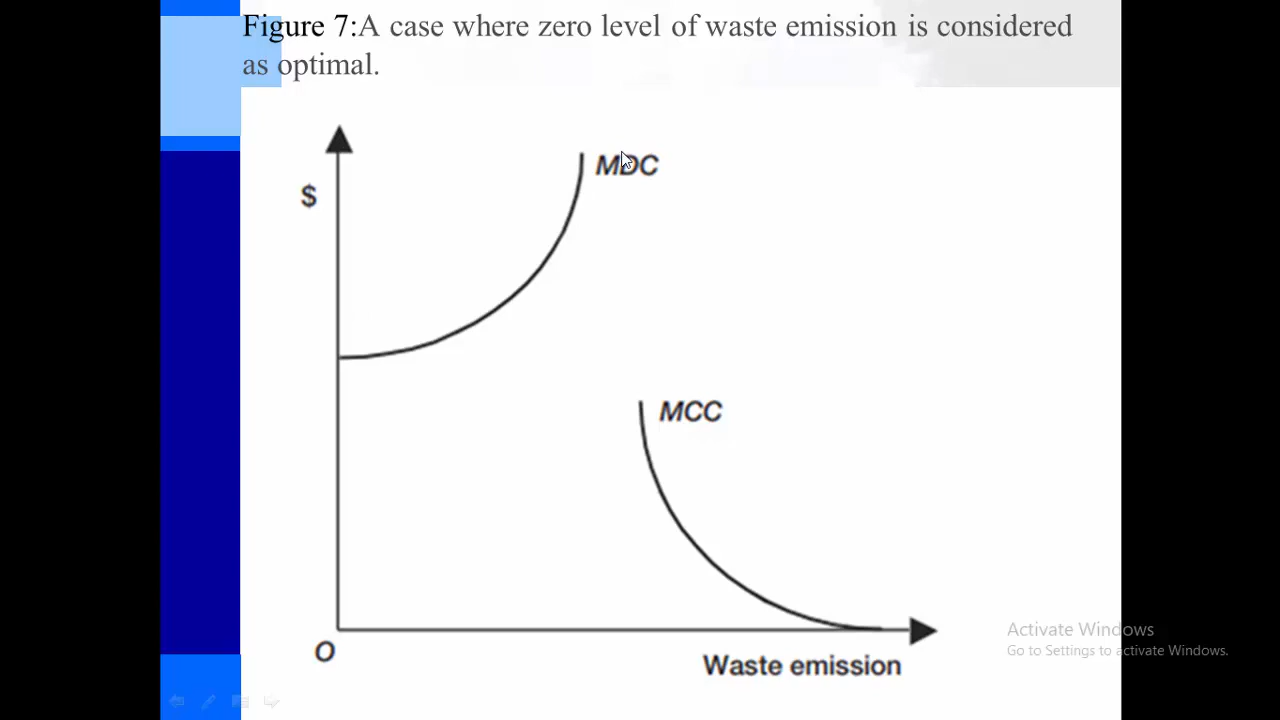 Figure 7:A case where zero level of waste emission is considered
as optimal.
MDC
$
MCC
O
Waste emission
Activate Windows
Go to Settings to activate Windows.